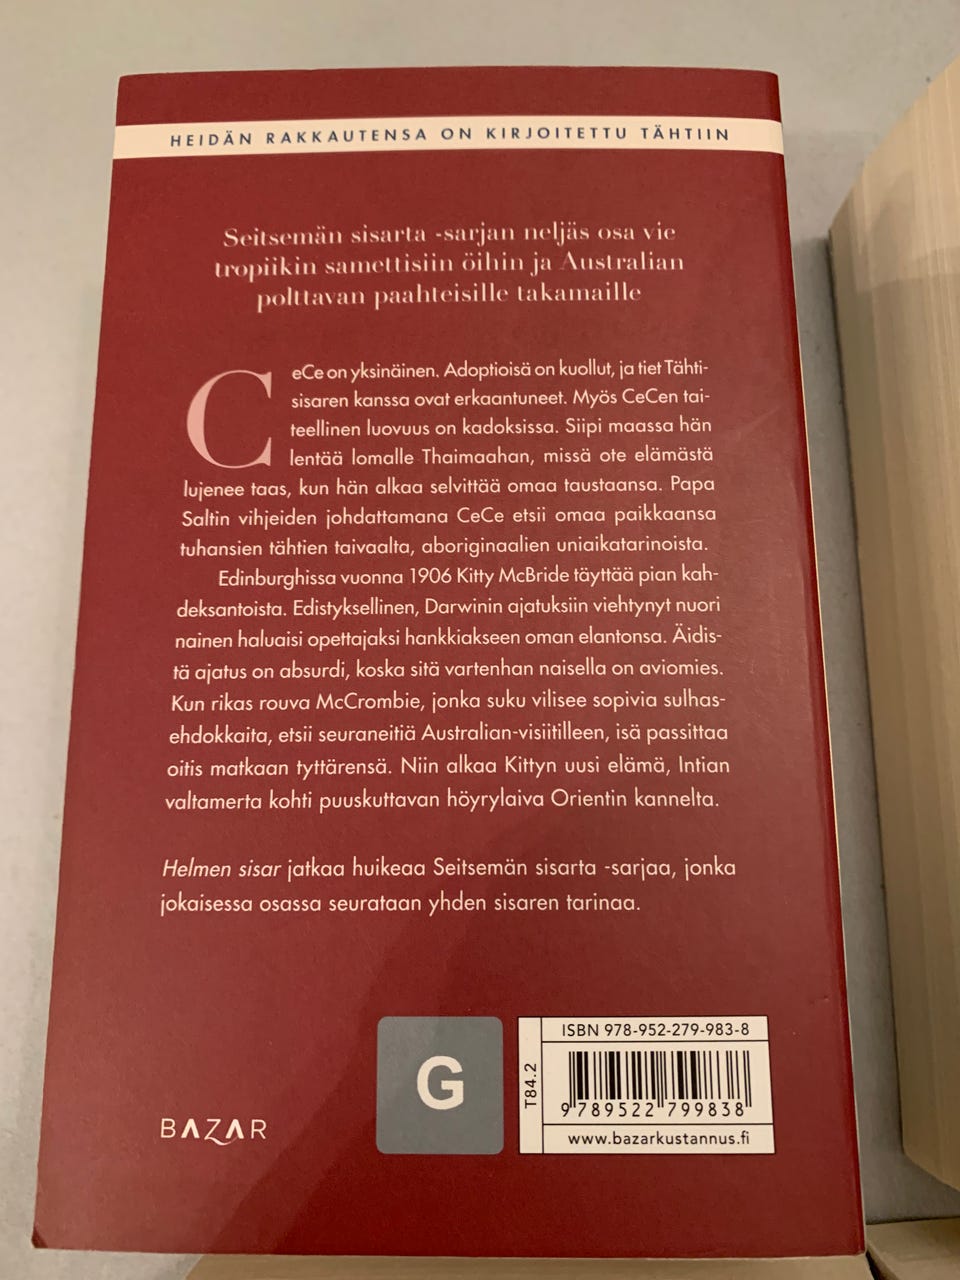 HEIDÄN RAKKAUTENSA ON KIRJOITETTU TÄHTIIN
Seitsemän sisarta -sarjan neljäs osa vie
tropiikin samettisiin öihin ja Australian
polttavan paahteisille takamaille
CeCe on yksinäinen. Adoptioisä on kuollut, ja tiet Tähti-
sisaren kanssa ovat erkaantuneet. Myös CeCen tai-
teellinen luovuus on kadoksissa. Siipi maassa hän
lentää lomalle Thaimaahan, missä ote elämästä
lujenee taas, kun hän alkaa selvittää omaa taustaansa. Papa
Saltin vihjeiden johdattamana CeCe etsii omaa paikkaansa
tuhansien tähtien taivaalta, aboriginaalien uniaikatarinoista.
Edinburghissa vuonna 1906 Kitty McBride täyttää pian kah-
deksantoista. Edistyksellinen, Darwinin ajatuksiin viehtynyt nuori
nainen haluaisi opettajaksi hankkiakseen oman elantonsa. Äidis-
tä ajatus on absurdi, koska sitä vartenhan naisella on aviomies.
Kun rikas rouva McCrombie, jonka suku vilisee sopivia sulhas-
ehdokkaita, etsii seuraneitiä Australian-visiitilleen, isä passittaa
oitis matkaan tyttärensä. Niin alkaa Kittyn uusi elämä, Intian
valtamerta kohti puuskuttavan höyrylaiva Orientin kannelta.
Helmen sisar jatkaa huikeaa Seitsemän sisarta -sarjaa, jonka
jokaisessa osassa seurataan yhden sisaren tarinaa.
BAZAR
G
T84.2
ISBN 978-952-279-983-8
9 789522 799838
www.bazarkustannus.fi